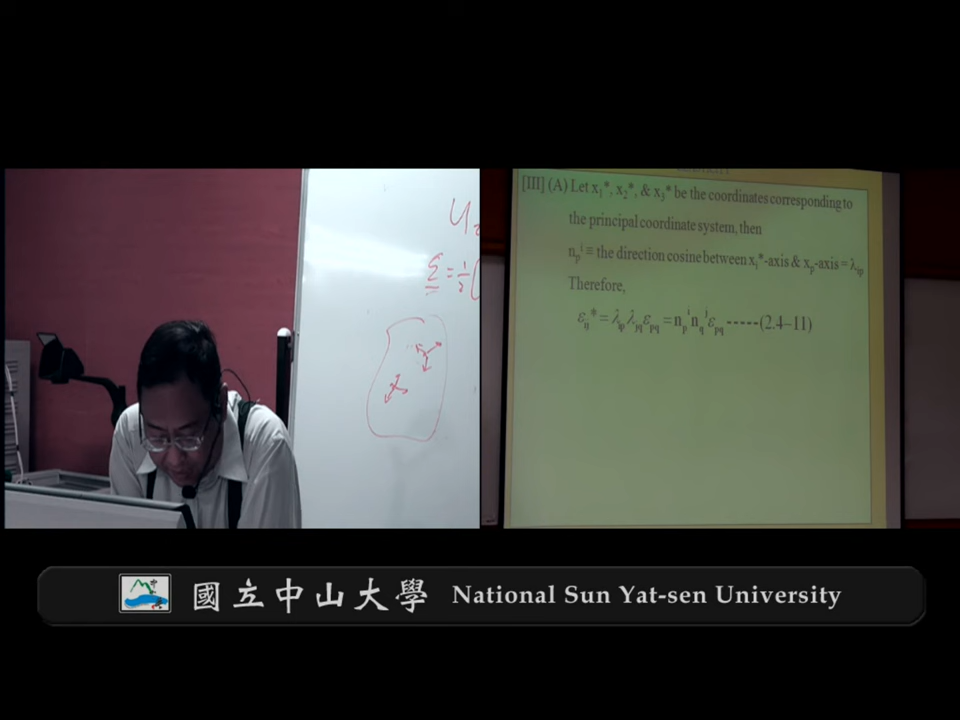 [III] (A) Let x₁*, x₂*, & x₃* be the coordinates corresponding to
the principal coordinate system, then
nₚⁱ ≡ the direction cosine between xᵢ*-axis & xₚ-axis = λᵢₚ
Therefore,
εᵢⱼ* = λᵢₚλⱼqεₚq = nₚⁱnqʲεₚq -----(2.4–11)
ε = 1/2 (
國立中山大學 National Sun Yat-sen University